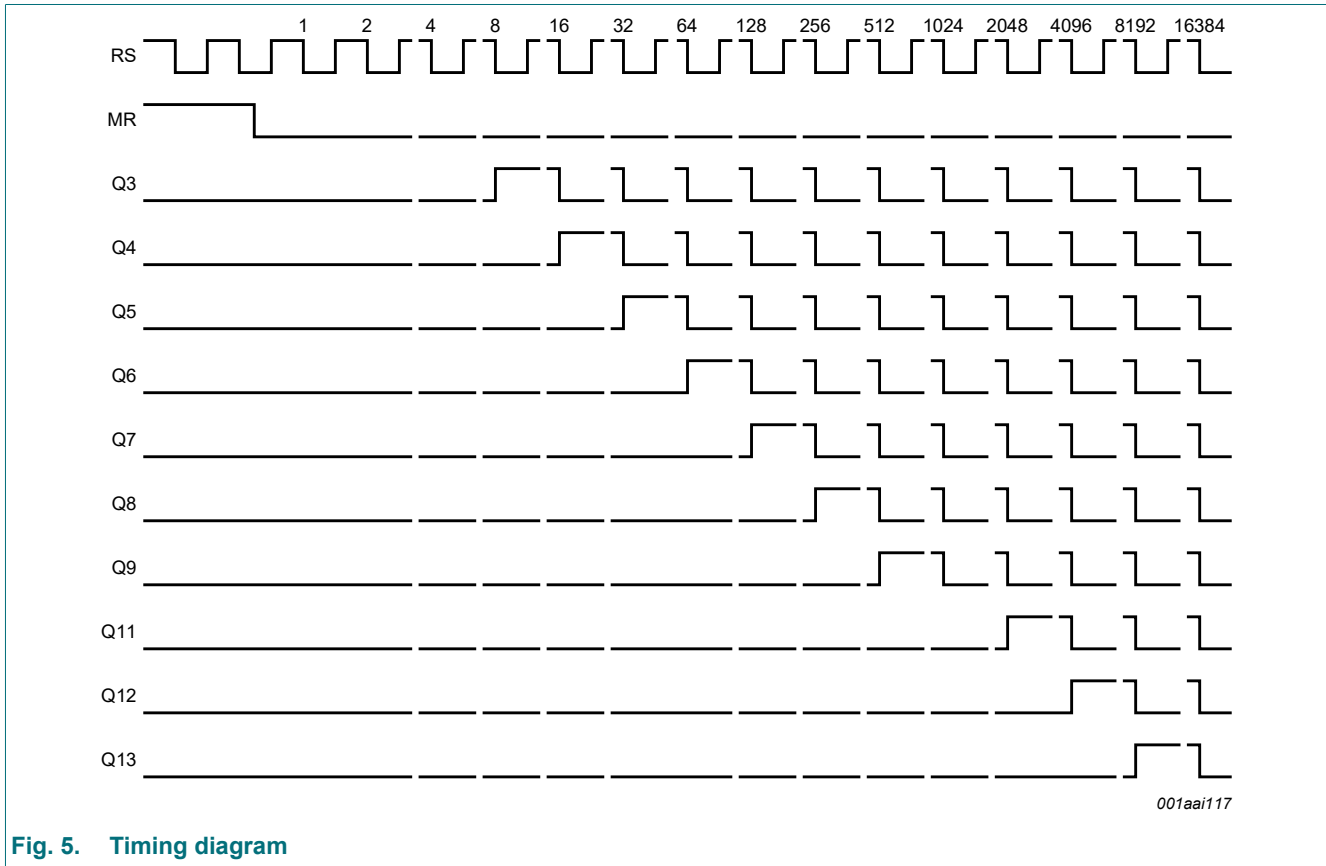 1 2 4 8 16 32 64 128 256 512 1024 2048 4096 8192 16384
RS
MR
Q3
Q4
Q5
Q6
Q7
Q8
Q9
Q11
Q12
Q13
001aai117
Fig. 5. Timing diagram